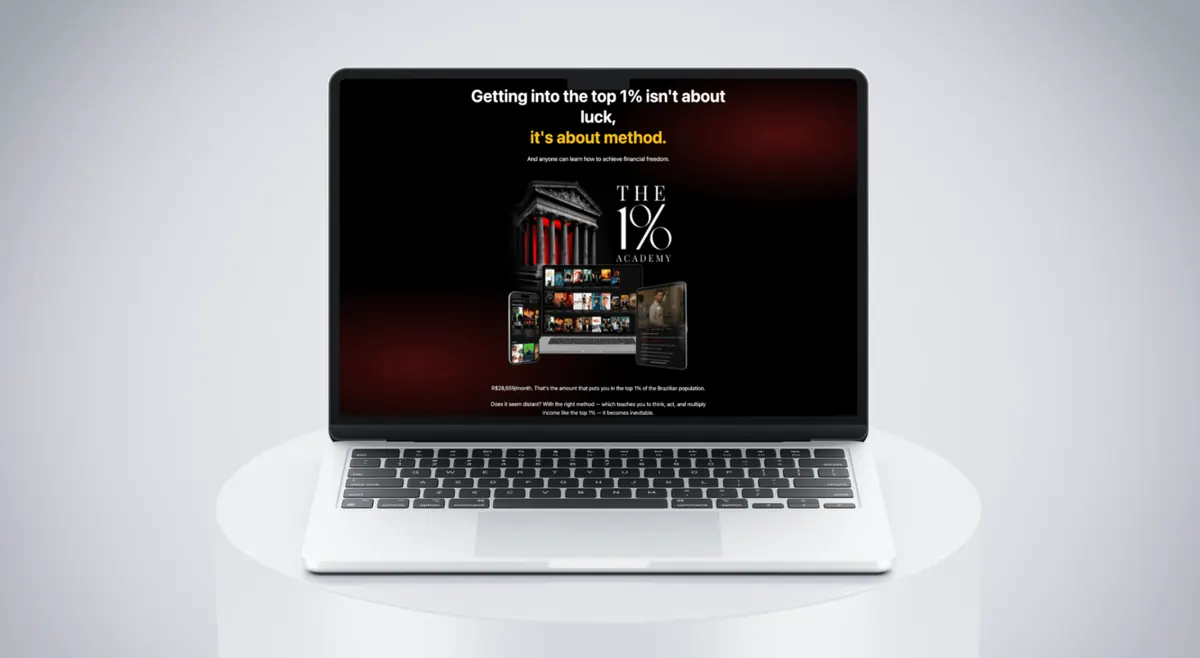 Getting into the top 1% isn't about
luck,
it's about method.
And anyone can learn how to achieve financial freedom.
THE
1%
ACADEMY
R$28,659/month. That's the amount that puts you in the top 1% of the Brazilian population.
Does it seem distant? With the right method — which teaches you to think, act, and multiply
income like the top 1% — it becomes inevitable.